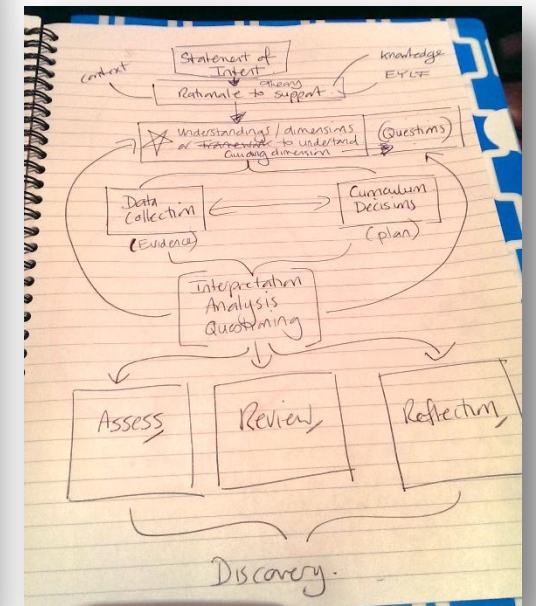 Statement of
Intent
context
knowledge
EYLF
theory
Rationale to support
Understandings/dimensions
or framework to understand
Guiding dimension
(Questions)
Data
Collection
(Evidence)
Curriculum
Decisions
(plan)
Interpretation
Analysis
Questioning
Assess
Review
Reflection
Discovery.